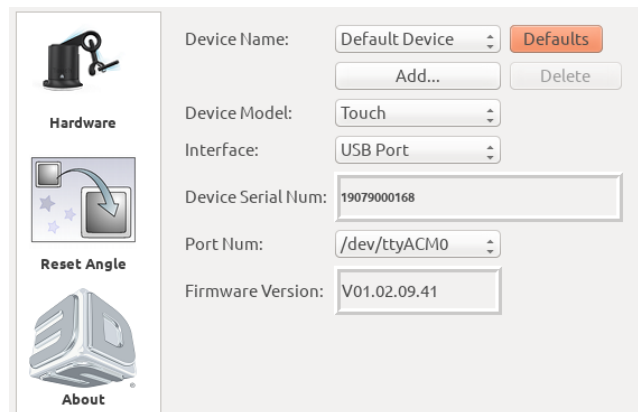 Hardware
Reset Angle
About
Device Name: Default Device Defaults
Add... Delete
Device Model: Touch
Interface: USB Port
Device Serial Num: 19079000168
Port Num: /dev/ttyACM0
Firmware Version: V01.02.09.41